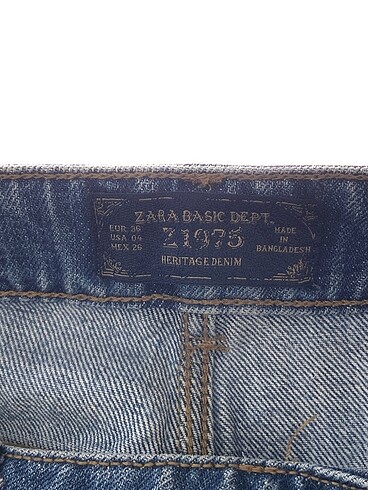 ZARA BASIC DEPT.
EUR 36
USA 04
MEX 26
Z1975
MADE
IN
BANGLADESH
HERITAGE DENIM